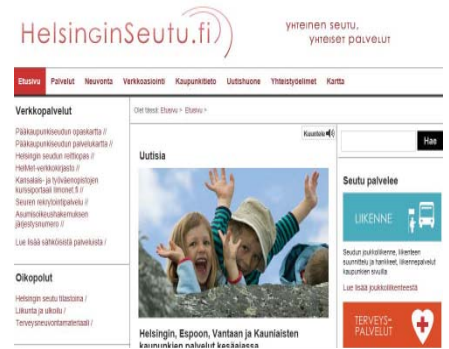 HelsinginSeutu.fi
yhteinen seutu,
yhteiset palvelut
Etusivu Palvelut Neuvonta Verkkoasiointi Kaupunkitieto Uutishuone Yhteistyöelimet Kartta
Verkkopalvelut
Pääkaupunkiseudun opaskartta //
Pääkaupunkiseudun palvelukartta //
Helsingin seudun reittiopas //
HelMet-verkkokirjasto //
Kansalais- ja työväenopistojen
kurssiportaali ilmonet.fi //
Seuren rekrytointipalvelu //
Asumisoikeushakemuksen
järjestysnumero //
Lue lisää sähköisistä palveluista /
Oikopolut
Helsingin seutu tilastoina /
Liikunta ja ulkoilu /
Terveysneuvontamateriaali /
Olet tässä: Etusivu > Etusivu >
Kuuntele
Uutisia
Helsingin, Espoon, Vantaan ja Kauniaisten
kaupunkien palvelut kesäajassa
Hae
Seutu palvelee
LIIKENNE
Seudun joukkoliikenne, liikenteen
suunnittelu ja hankkeet, liikennepalvelut
kaupunkien sivuilla
Lue lisää joukkoliikenteestä
TERVEYS-
PALVELUT